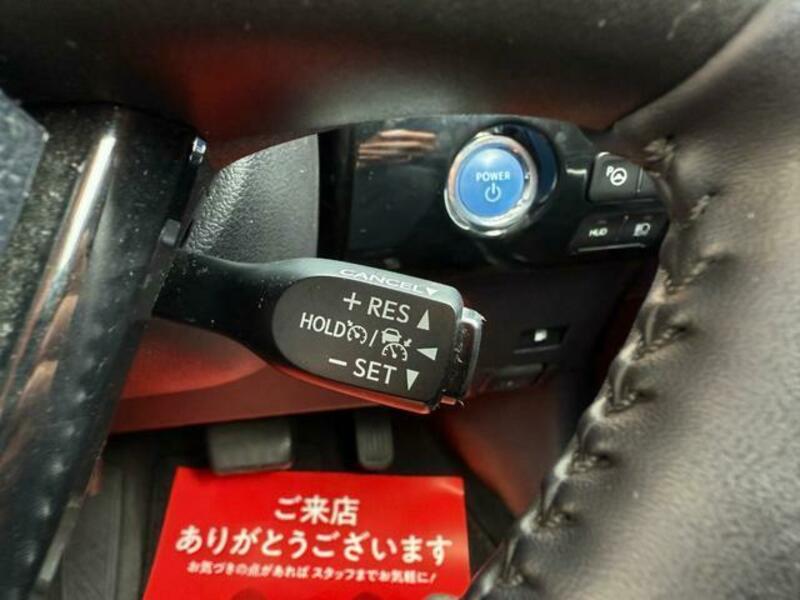 POWER
P
HUD
CANCEL▼
+ RES ▲
HOLD /
− SET ▼
ご来店
ありがとうございます
お気づきの点があれば スタッフまでお気軽に!